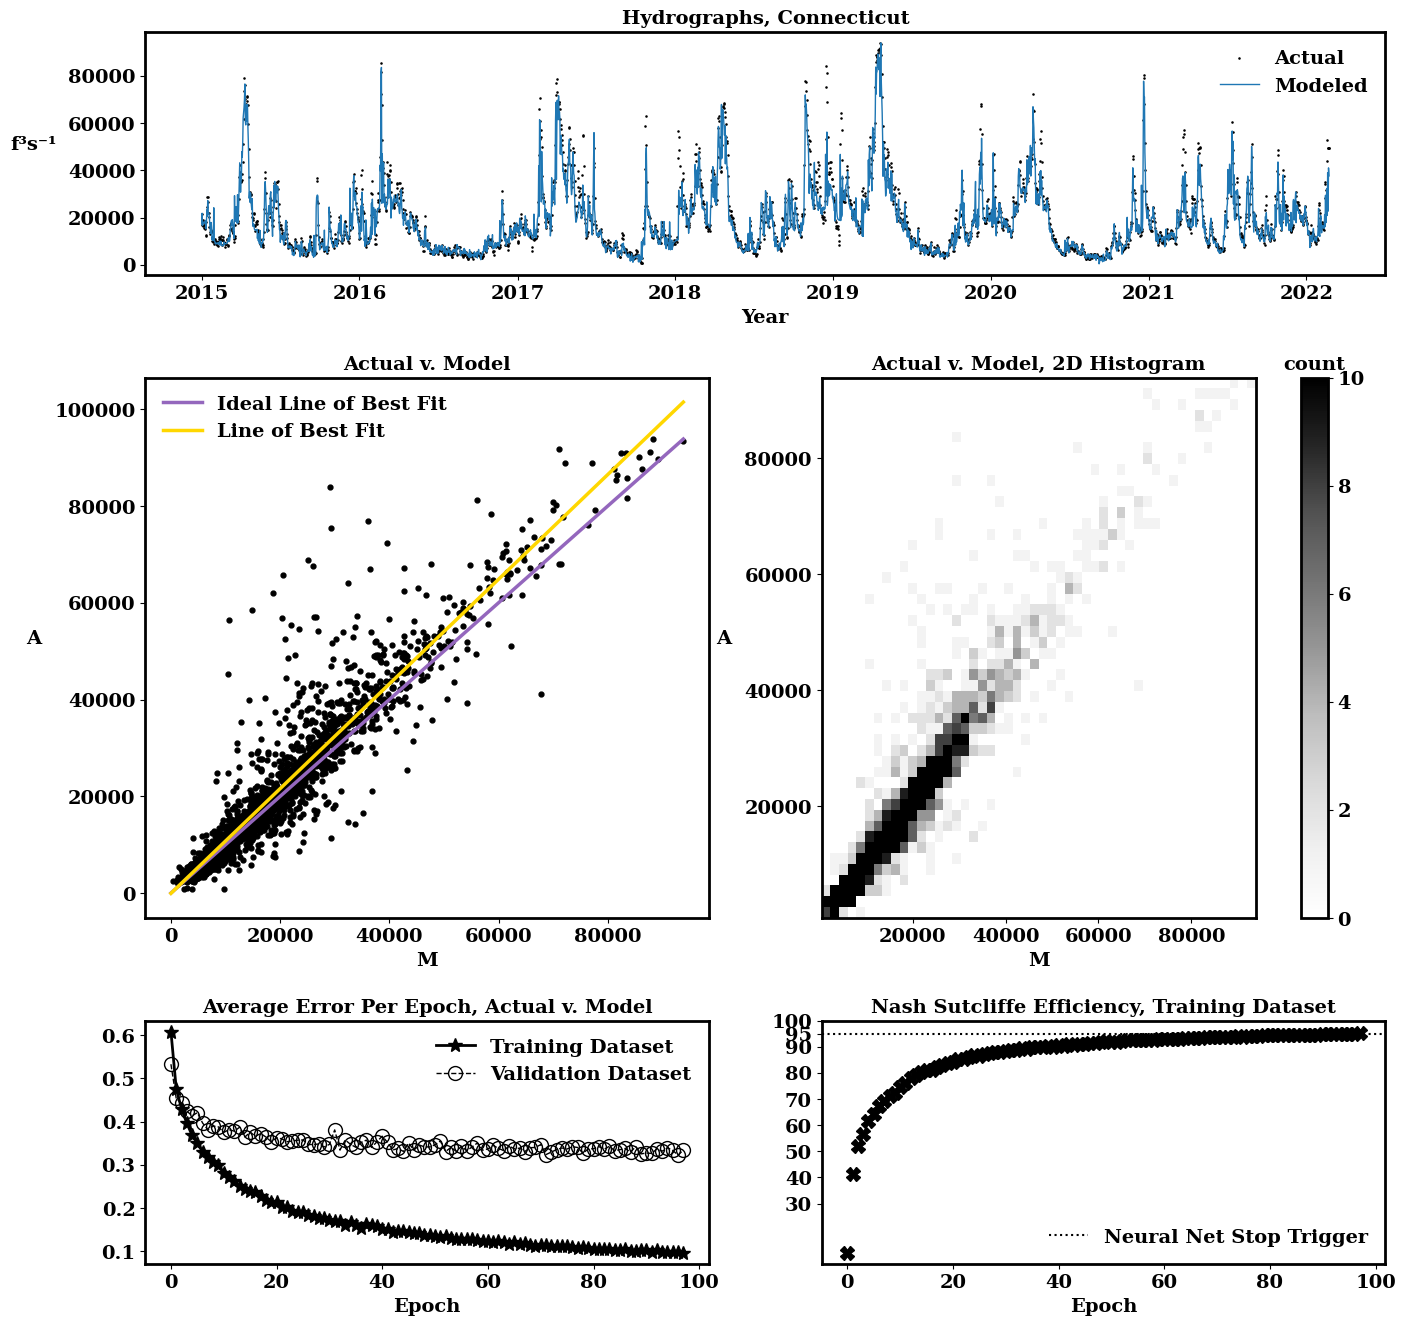 Hydrographs, Connecticut
f³s⁻¹
80000
60000
40000
20000
0
Actual
Modeled
2015 2016 2017 2018 2019 2020 2021 2022
Year
Actual v. Model
A
100000
80000
60000
40000
20000
0
Ideal Line of Best Fit
Line of Best Fit
0 20000 40000 60000 80000
M
Actual v. Model, 2D Histogram
A
80000
60000
40000
20000
20000 40000 60000 80000
M
count
10
8
6
4
2
0
Average Error Per Epoch, Actual v. Model
0.6
0.5
0.4
0.3
0.2
0.1
Training Dataset
Validation Dataset
0 20 40 60 80 100
Epoch
Nash Sutcliffe Efficiency, Training Dataset
100
95
90
80
70
60
50
40
30
Neural Net Stop Trigger
0 20 40 60 80 100
Epoch